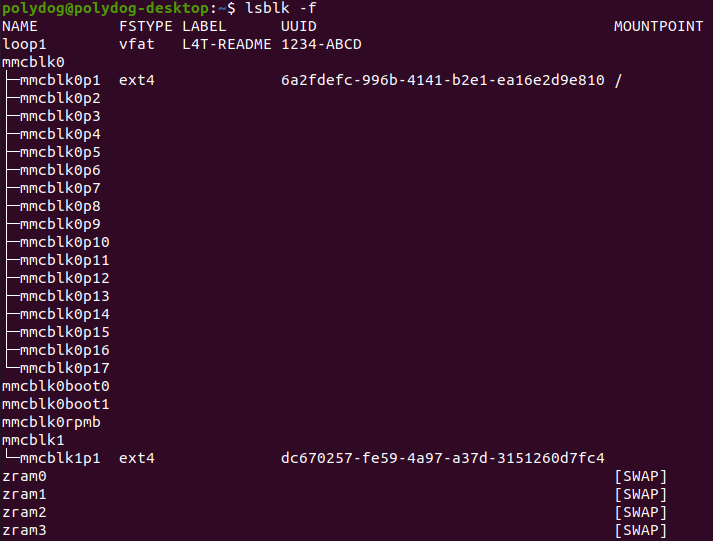 polydog@polydog-desktop:~$ lsblk -f
NAME         FSTYPE LABEL      UUID                                 MOUNTPOINT
loop1        vfat   L4T-README 1234-ABCD
mmcblk0
├─mmcblk0p1  ext4              6a2fdefc-996b-4141-b2e1-ea16e2d9e810 /
├─mmcblk0p2
├─mmcblk0p3
├─mmcblk0p4
├─mmcblk0p5
├─mmcblk0p6
├─mmcblk0p7
├─mmcblk0p8
├─mmcblk0p9
├─mmcblk0p10
├─mmcblk0p11
├─mmcblk0p12
├─mmcblk0p13
├─mmcblk0p14
├─mmcblk0p15
├─mmcblk0p16
└─mmcblk0p17
mmcblk0boot0
mmcblk0boot1
mmcblk0rpmb
mmcblk1
└─mmcblk1p1  ext4              dc670257-fe59-4a97-a37d-3151260d7fc4
zram0                                                               [SWAP]
zram1                                                               [SWAP]
zram2                                                               [SWAP]
zram3                                                               [SWAP]